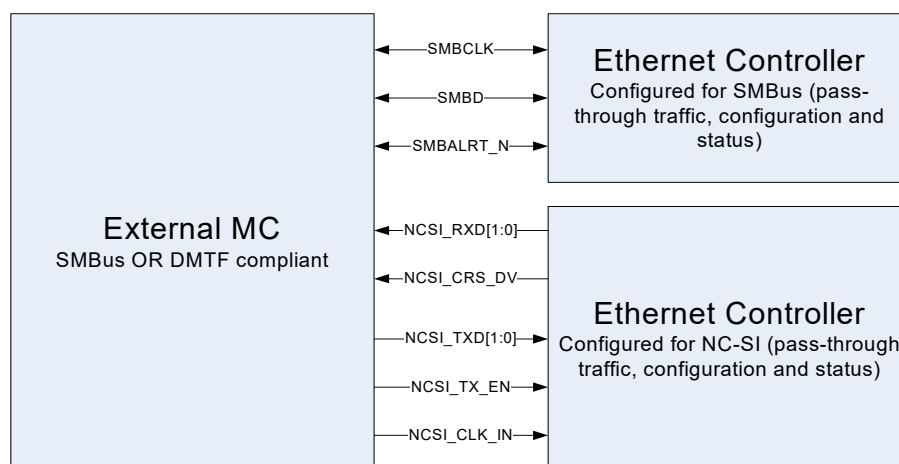 External MC
SMBus OR DMTF compliant
SMBCLK
SMBD
SMBALRT_N
Ethernet Controller
Configured for SMBus (pass-
through traffic, configuration and
status)
NCSI_RXD[1:0]
NCSI_CRS_DV
NCSI_TXD[1:0]
NCSI_TX_EN
NCSI_CLK_IN
Ethernet Controller
Configured for NC-SI (pass-through
traffic, configuration and status)